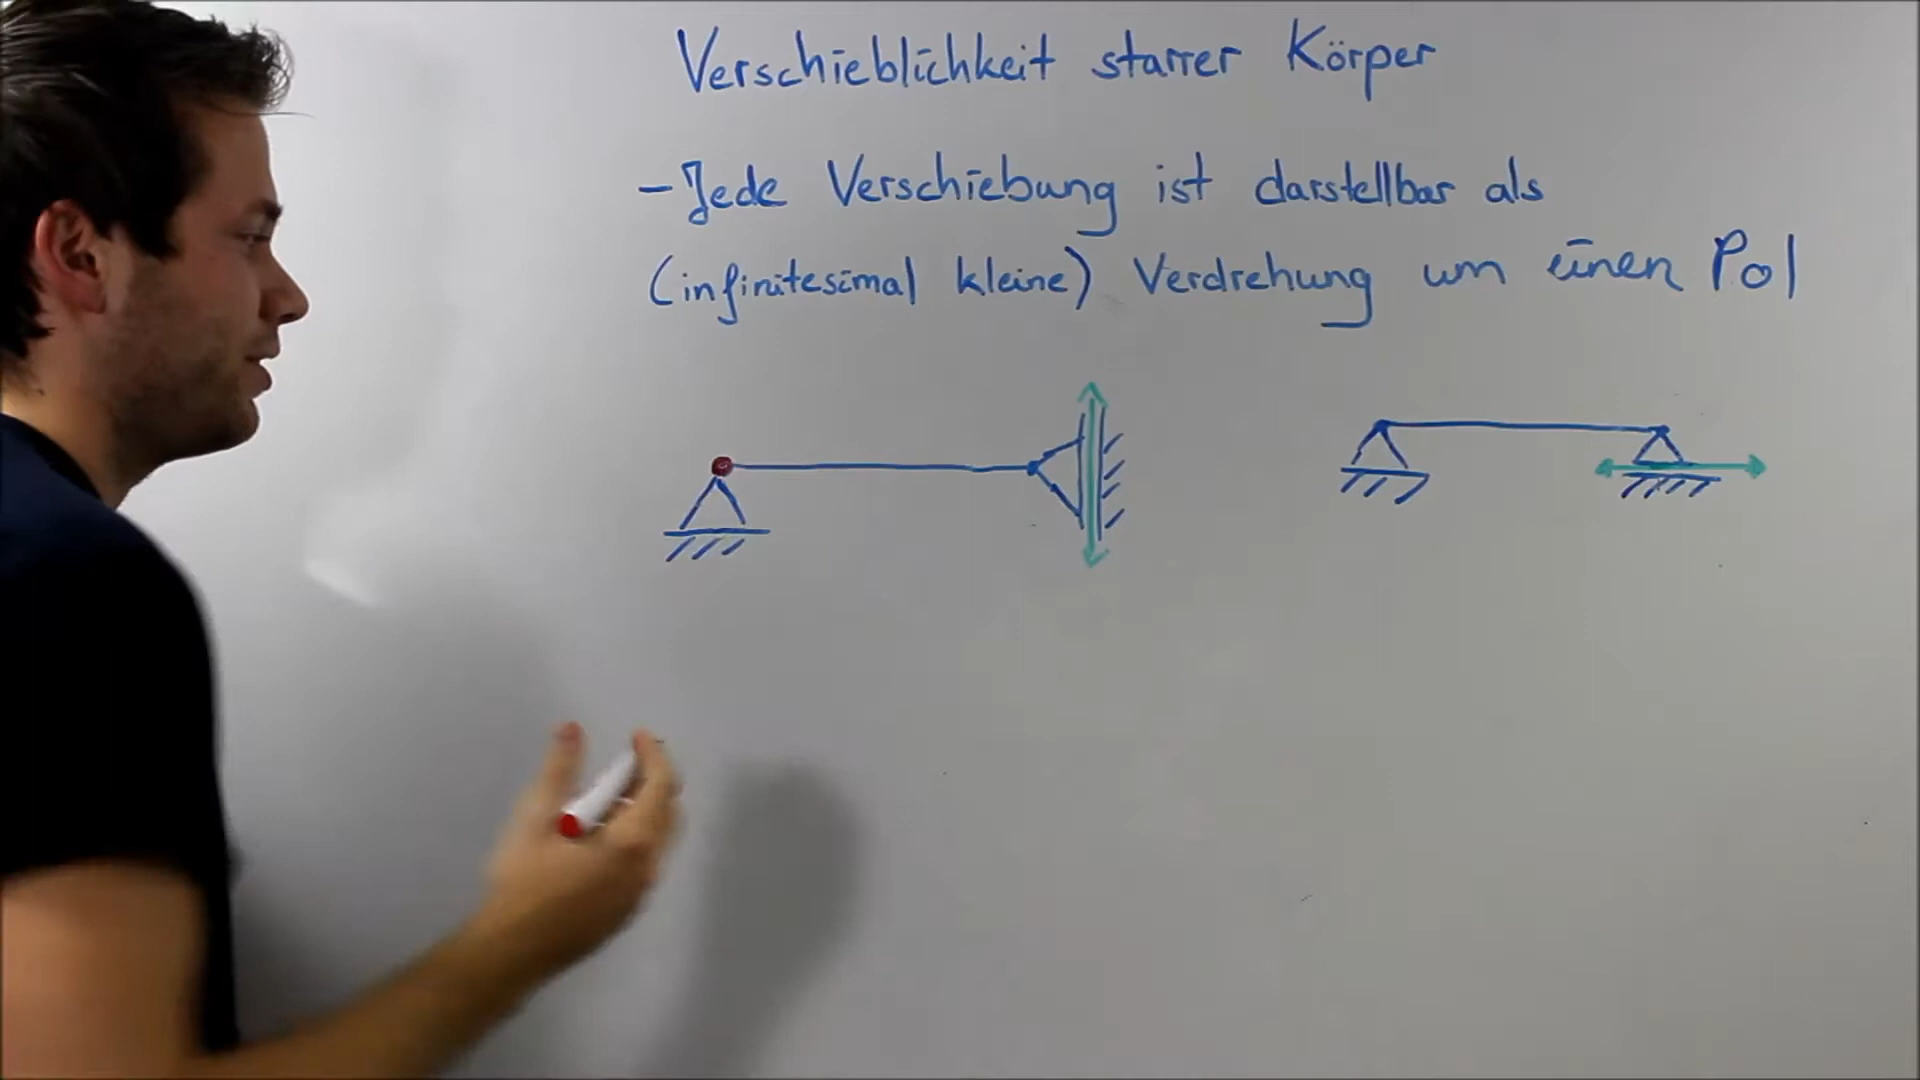 Verschieblichkeit starrer Körper
- Jede Verschiebung ist darstellbar als
(infinitesimal kleine) Verdrehung um einen Pol